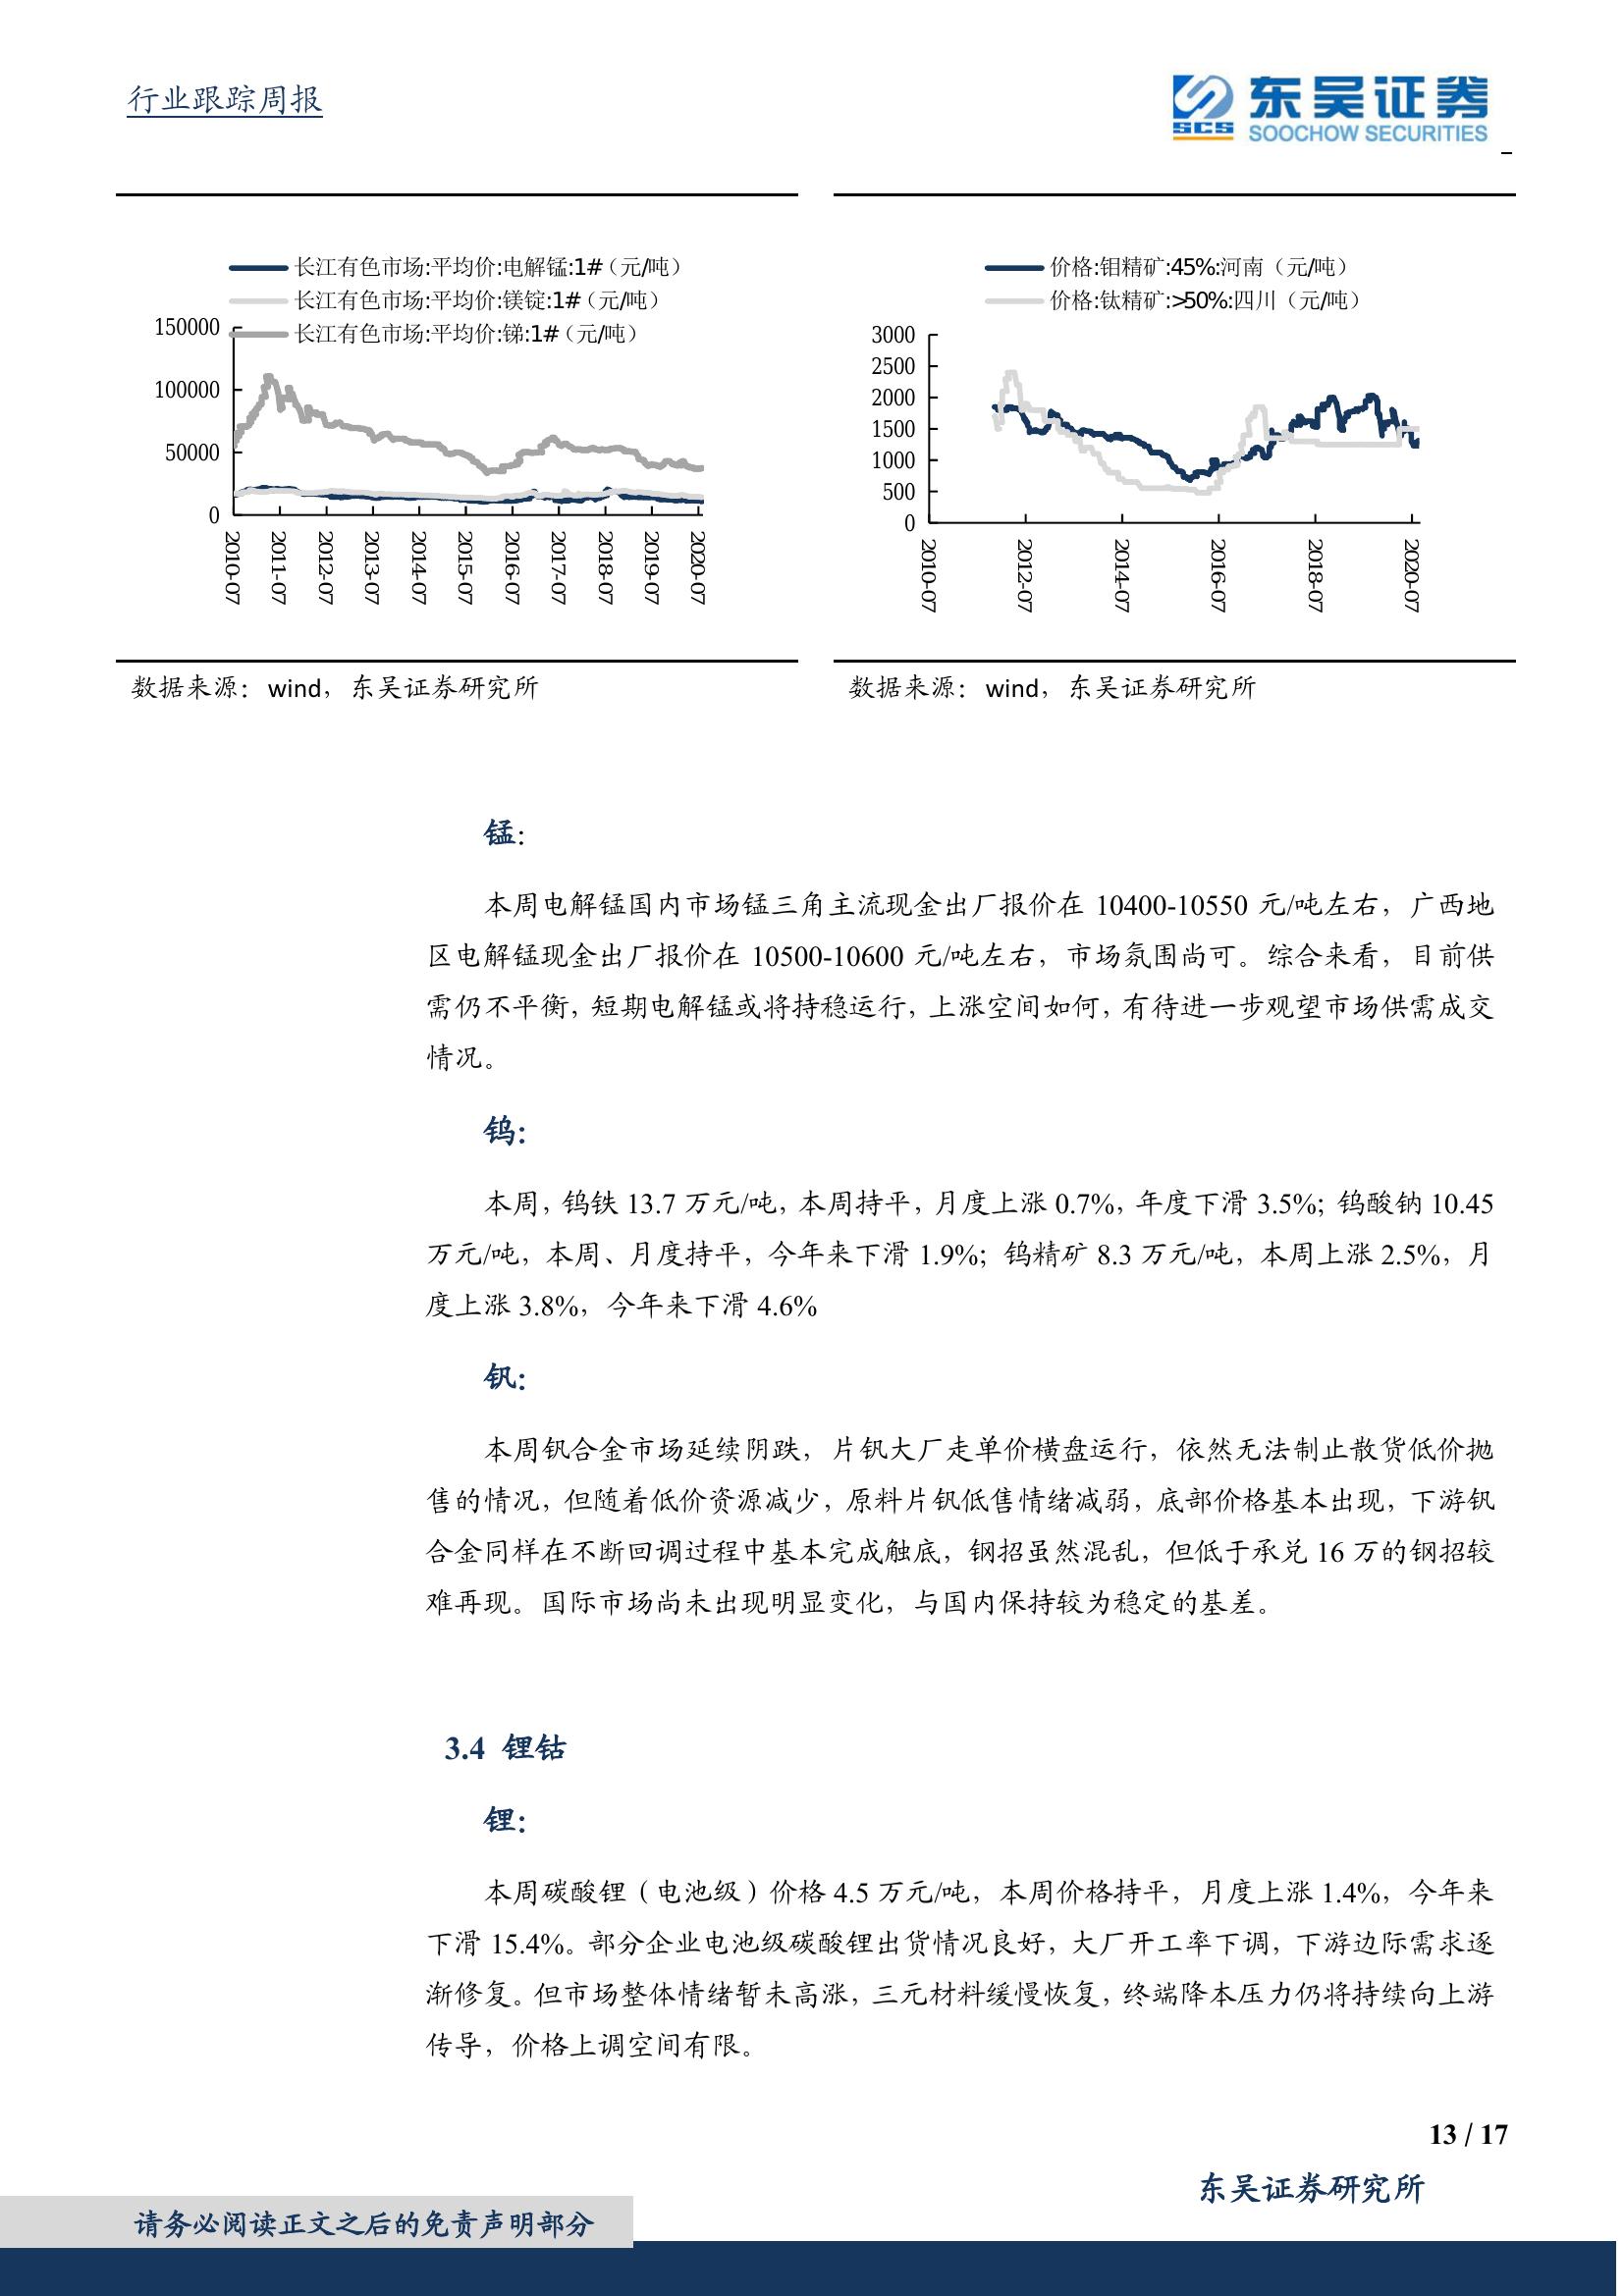 行业跟踪周报
SCS 东吴证券
SOOCHOW SECURITIES
长江有色市场:平均价:电解锰:1#（元/吨）
长江有色市场:平均价:镁锭:1#（元/吨）
长江有色市场:平均价:锑:1#（元/吨）
150000
100000
50000
0
2010-07
2011-07
2012-07
2013-07
2014-07
2015-07
2016-07
2017-07
2018-07
2019-07
2020-07
价格:钼精矿:45%:河南（元/吨）
价格:钛精矿:>50%:四川（元/吨）
3000
2500
2000
1500
1000
500
0
2010-07
2012-07
2014-07
2016-07
2018-07
2020-07
数据来源：wind，东吴证券研究所
数据来源：wind，东吴证券研究所
锰：
本周电解锰国内市场锰三角主流现金出厂报价在 10400-10550 元/吨左右，广西地
区电解锰现金出厂报价在 10500-10600 元/吨左右，市场氛围尚可。综合来看，目前供
需仍不平衡，短期电解锰或将持稳运行，上涨空间如何，有待进一步观望市场供需成交
情况。
钨：
本周，钨铁 13.7 万元/吨，本周持平，月度上涨 0.7%，年度下滑 3.5%；钨酸钠 10.45
万元/吨，本周、月度持平，今年来下滑 1.9%；钨精矿 8.3 万元/吨，本周上涨 2.5%，月
度上涨 3.8%，今年来下滑 4.6%
钒：
本周钒合金市场延续阴跌，片钒大厂走单价横盘运行，依然无法制止散货低价抛
售的情况，但随着低价资源减少，原料片钒低售情绪减弱，底部价格基本出现，下游钒
合金同样在不断回调过程中基本完成触底，钢招虽然混乱，但低于承兑 16 万的钢招较
难再现。国际市场尚未出现明显变化，与国内保持较为稳定的基差。
3.4 锂钴
锂：
本周碳酸锂（电池级）价格 4.5 万元/吨，本周价格持平，月度上涨 1.4%，今年来
下滑 15.4%。部分企业电池级碳酸锂出货情况良好，大厂开工率下调，下游边际需求逐
渐修复。但市场整体情绪暂未高涨，三元材料缓慢恢复，终端降本压力仍将持续向上游
传导，价格上调空间有限。
13 / 17
东吴证券研究所
请务必阅读正文之后的免责声明部分